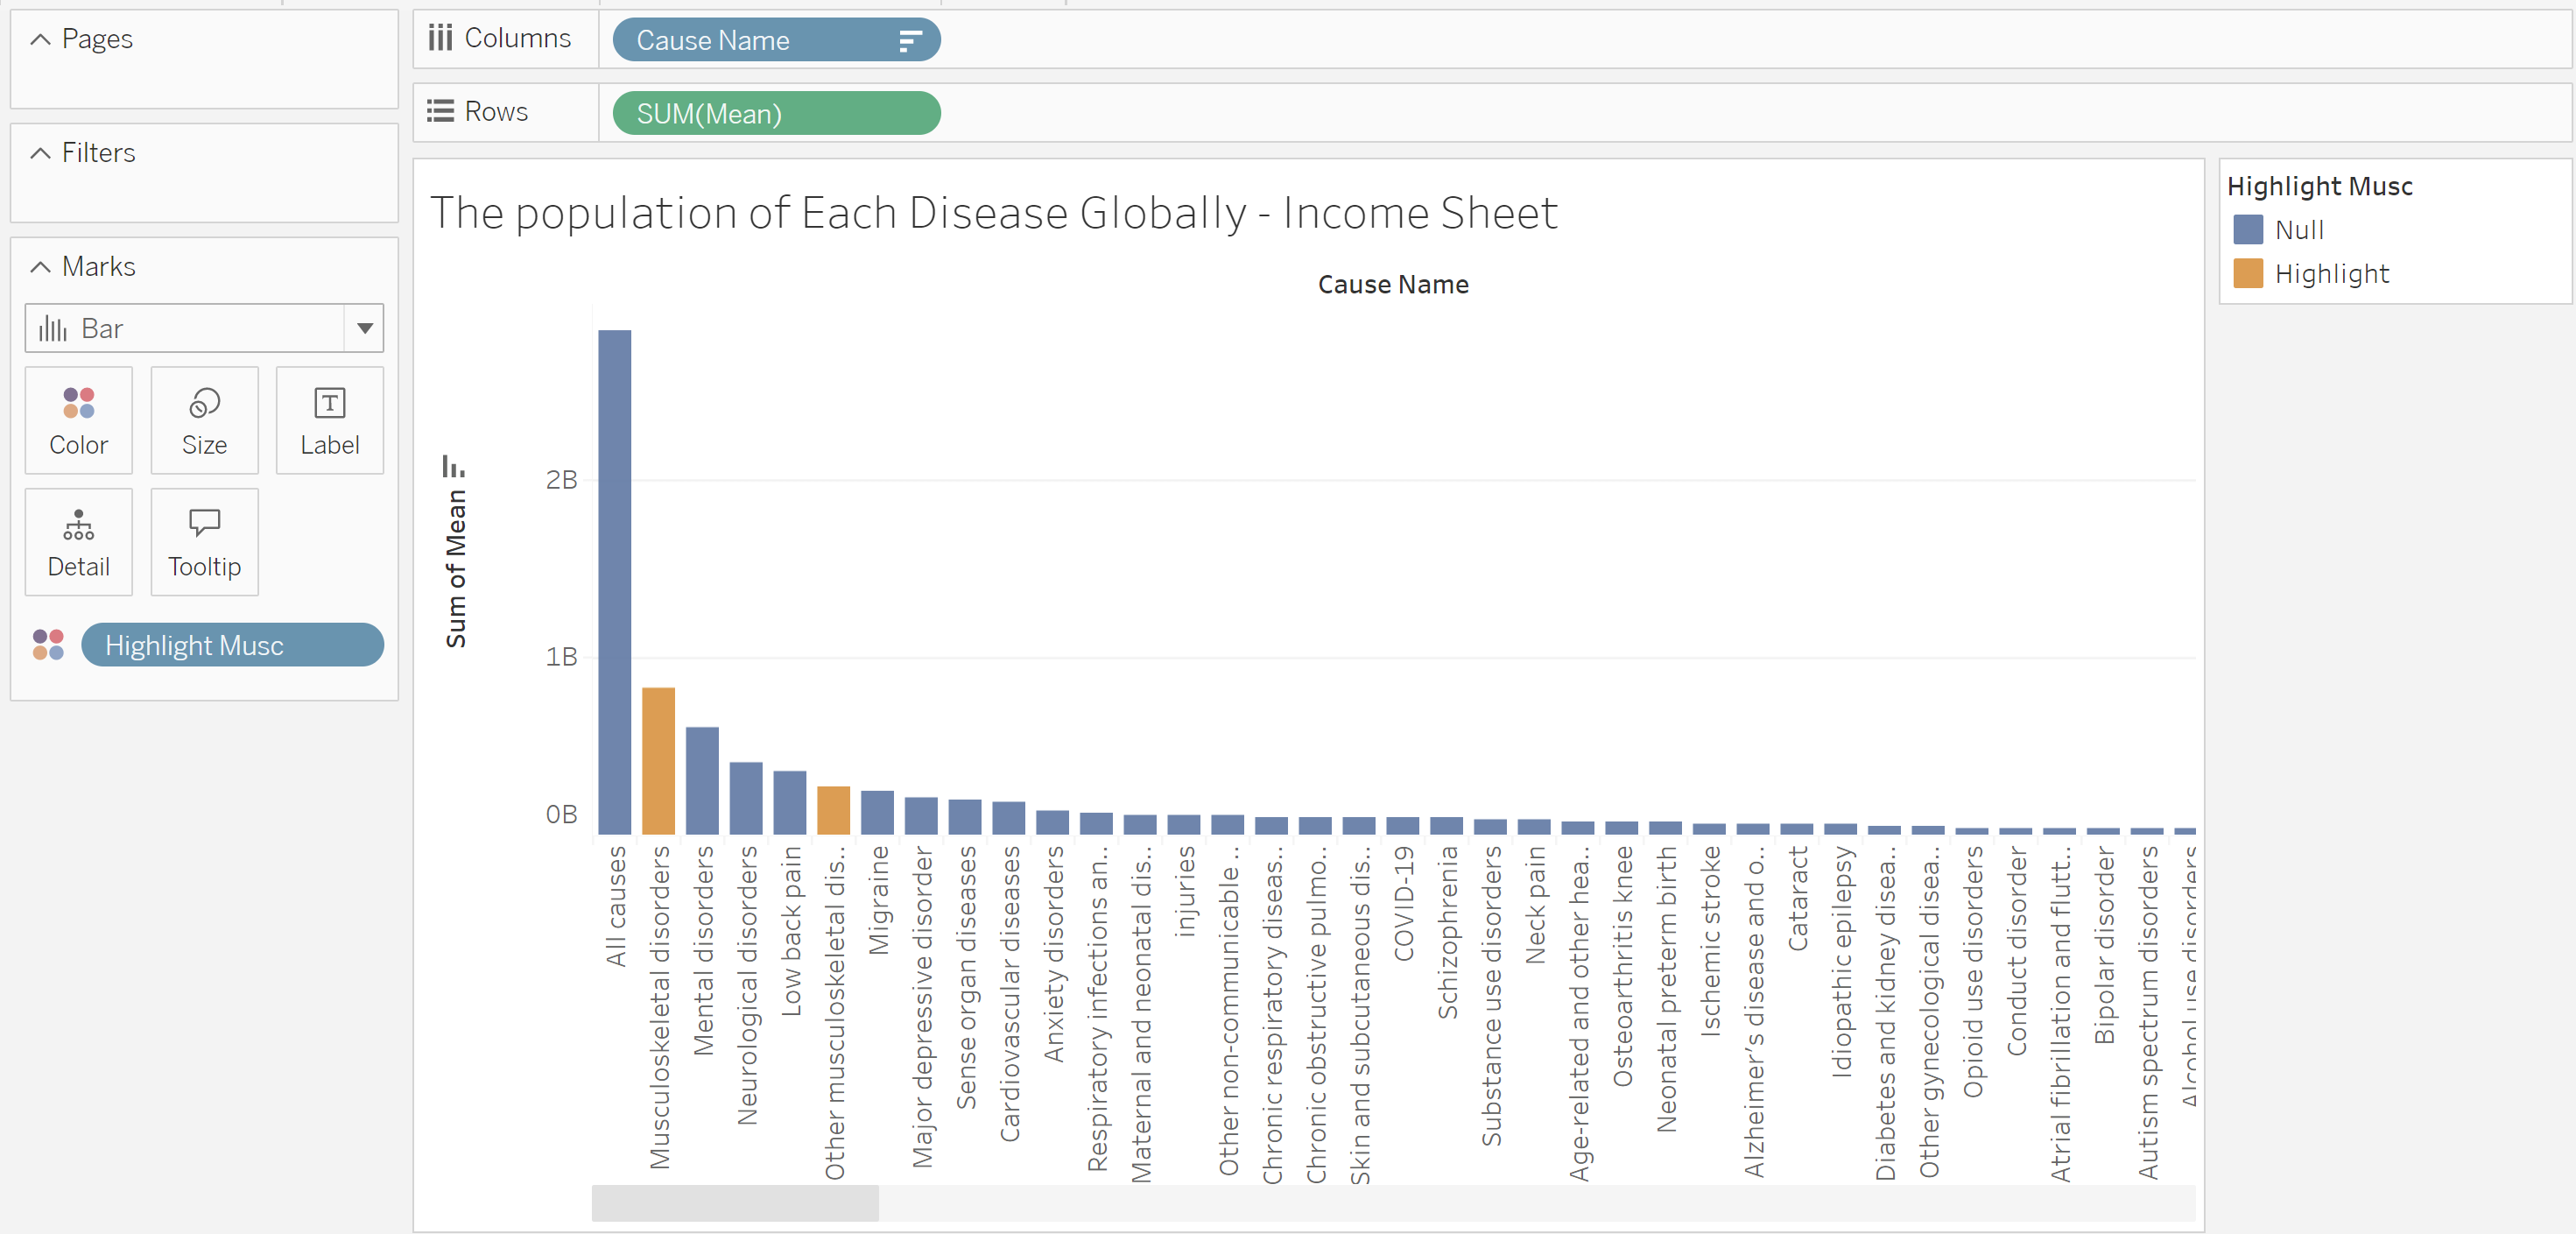 Pages
Filters
Marks
Bar
Color
Size
Label
Detail
Tooltip
Highlight Musc
Columns
Cause Name
Rows
SUM(Mean)
The population of Each Disease Globally - Income Sheet
Cause Name
Sum of Mean
2B
1B
0B
All causes
Musculoskeletal disorders
Mental disorders
Neurological disorders
Low back pain
Other musculoskeletal dis..
Migraine
Major depressive disorder
Sense organ diseases
Cardiovascular diseases
Anxiety disorders
Respiratory infections an..
Maternal and neonatal dis..
injuries
Other non-communicable ..
Chronic respiratory diseas..
Chronic obstructive pulmo..
Skin and subcutaneous dis..
COVID-19
Schizophrenia
Substance use disorders
Neck pain
Age-related and other hea..
Osteoarthritis knee
Neonatal preterm birth
Ischemic stroke
Alzheimer's disease and o..
Cataract
Idiopathic epilepsy
Diabetes and kidney disea..
Other gynecological disea..
Opioid use disorders
Conduct disorder
Atrial fibrillation and flutt..
Bipolar disorder
Autism spectrum disorders
Alcohol use disorders
Highlight Musc
Null
Highlight